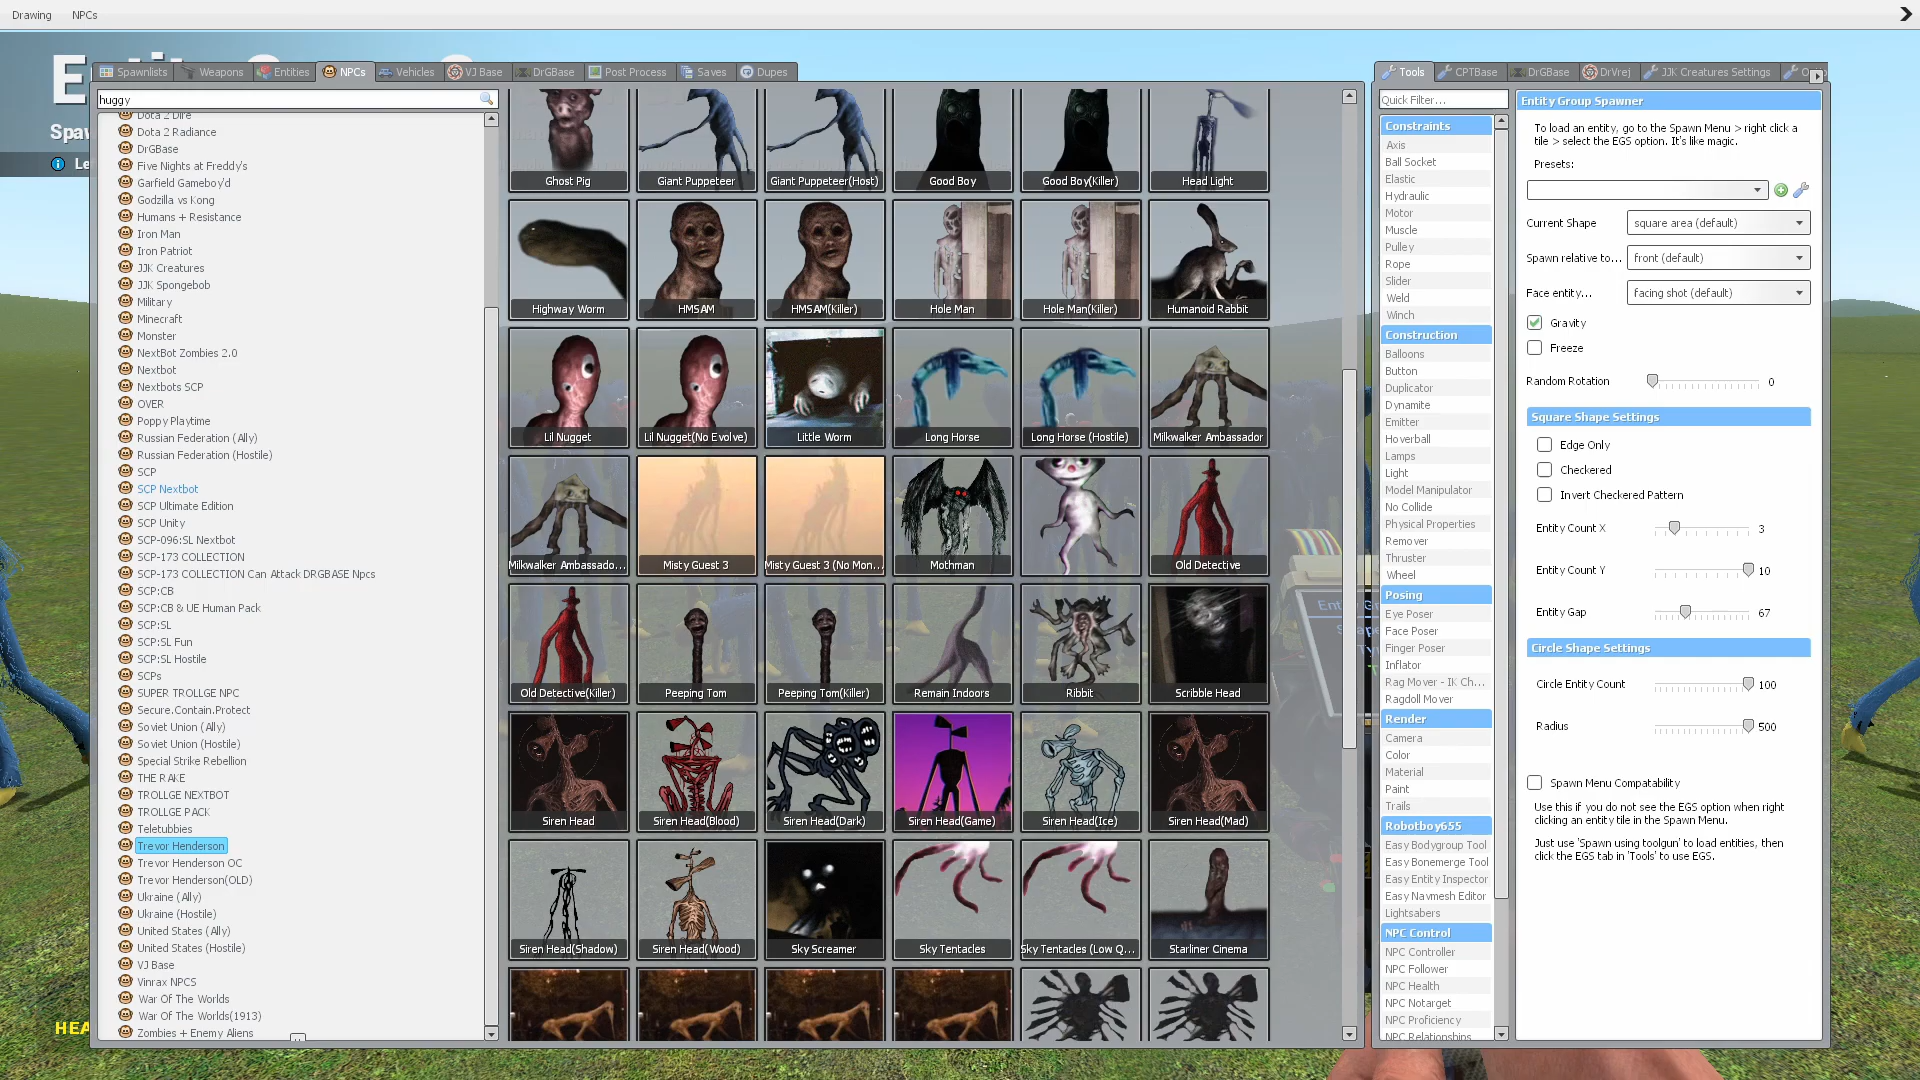 Drawing NPCs
Spawnlists Weapons Entities NPCs Vehicles VJ Base DrGBase Post Process Saves Dupes
huggy
Dota 2 Dire
Dota 2 Radiance
DrGBase
Five Nights at Freddy's
Garfield Gameboy'd
Godzilla vs Kong
Humans + Resistance
Iron Man
Iron Patriot
JJK Creatures
JJK Spongebob
Military
Minecraft
Monster
NextBot Zombies 2.0
Nextbot
Nextbots SCP
OVER
Poppy Playtime
Russian Federation (Ally)
Russian Federation (Hostile)
SCP
SCP Nextbot
SCP Ultimate Edition
SCP Unity
SCP-096:SL Nextbot
SCP-173 COLLECTION
SCP-173 COLLECTION Can Attack DRGBASE Npcs
SCP:CB
SCP:CB & UE Human Pack
SCP:SL
SCP:SL Fun
SCP:SL Hostile
SCPs
SUPER TROLLGE NPC
Secure.Contain.Protect
Soviet Union (Ally)
Soviet Union (Hostile)
Special Strike Rebellion
THE RAKE
TROLLGE NEXTBOT
TROLLGE PACK
Teletubbies
Trevor Henderson
Trevor Henderson OC
Trevor Henderson(OLD)
Ukraine (Ally)
Ukraine (Hostile)
United States (Ally)
United States (Hostile)
VJ Base
Vinrax NPCS
War Of The Worlds
War Of The Worlds(1913)
Zombies + Enemy Aliens
Ghost Pig Giant Puppeteer Giant Puppeteer(Host) Good Boy Good Boy(Killer) Head Light
Highway Worm HMSAM HMSAM(Killer) Hole Man Hole Man(Killer) Humanoid Rabbit
Lil Nugget Lil Nugget(No Evolve) Little Worm Long Horse Long Horse (Hostile) Milkwalker Ambassador
Milkwalker Ambassado... Misty Guest 3 Misty Guest 3 (No Mon... Mothman Old Detective
Old Detective(Killer) Peeping Tom Peeping Tom(Killer) Remain Indoors Ribbit Scribble Head
Siren Head Siren Head(Blood) Siren Head(Dark) Siren Head(Game) Siren Head(Ice) Siren Head(Mad)
Siren Head(Shadow) Siren Head(Wood) Sky Screamer Sky Tentacles Sky Tentacles (Low Q... Starliner Cinema
Tools CPTBase DrGBase DrVrej JJK Creatures Settings
Quick Filter...
Constraints
Axis
Ball Socket
Elastic
Hydraulic
Motor
Muscle
Pulley
Rope
Slider
Weld
Winch
Construction
Balloons
Button
Duplicator
Dynamite
Emitter
Hoverball
Lamps
Light
Model Manipulator
No Collide
Physical Properties
Remover
Thruster
Wheel
Posing
Eye Poser
Face Poser
Finger Poser
Inflator
Rag Mover - IK Ch...
Ragdoll Mover
Render
Camera
Color
Material
Paint
Trails
Robotboy655
Easy Bodygroup Tool
Easy Bonemerge Tool
Easy Entity Inspector
Easy Navmesh Editor
Lightsabers
NPC Control
NPC Controller
NPC Follower
NPC Health
NPC Notarget
NPC Proficiency
NPC Relationships
Entity Group Spawner
To load an entity, go to the Spawn Menu > right click a
tile > select the EGS option. It's like magic.
Presets:
Current Shape square area (default)
Spawn relative to... front (default)
Face entity... facing shot (default)
Gravity
Freeze
Random Rotation 0
Square Shape Settings
Edge Only
Checkered
Invert Checkered Pattern
Entity Count X 3
Entity Count Y 10
Entity Gap 67
Circle Shape Settings
Circle Entity Count 100
Radius 500
Spawn Menu Compatability
Use this if you do not see the EGS option when right
clicking an entity tile in the Spawn Menu.
Just use 'Spawn using toolgun' to load entities, then
click the EGS tab in 'Tools' to use EGS.